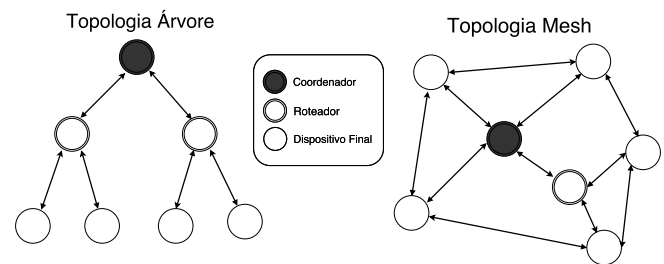 Topologia Árvore
Topologia Mesh
Coordenador
Roteador
Dispositivo Final